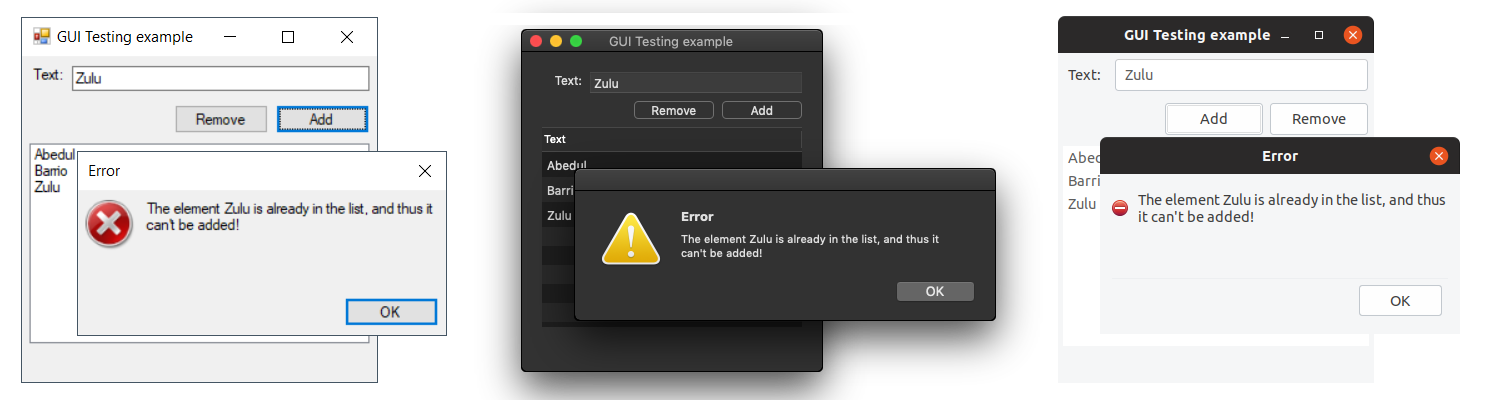 GUI Testing example
Text:
Zulu
Remove
Add
Abedul
Barrio
Zulu
Error
The element Zulu is already in the list, and thus it
can't be added!
OK
GUI Testing example
Text:
Zulu
Remove
Add
Text
Abedul
Barri
Zulu
Error
The element Zulu is already in the list, and thus it
can't be added!
OK
GUI Testing example
Text:
Zulu
Add
Remove
Abed
Barri
Zulu
Error
The element Zulu is already in the list, and thus
it can't be added!
OK